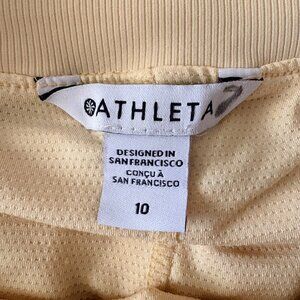 ATHLETA
DESIGNED IN
SAN FRANCISCO
CONÇU À
SAN FRANCISCO
10